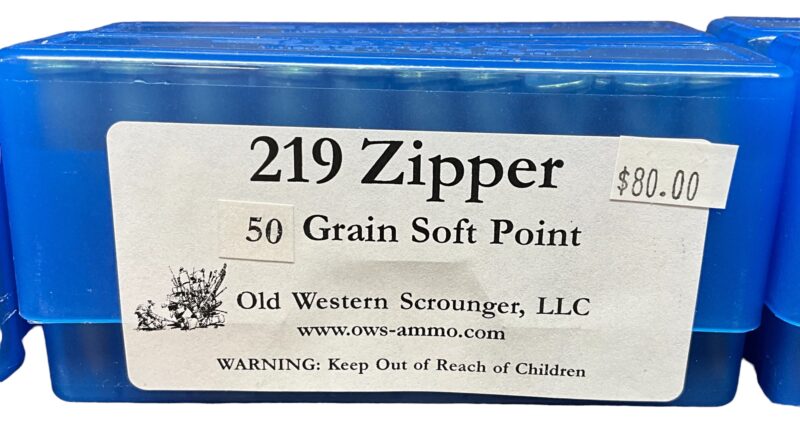 219 Zipper
$80.00
50 Grain Soft Point
Old Western Scrounger, LLC
www.ows-ammo.com
WARNING: Keep Out of Reach of Children